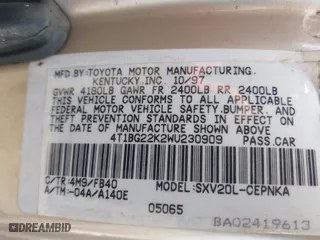 MFD.BY:TOYOTA MOTOR MANUFACTURING.
KENTUCKY.INC. 10/97
GVWR 4180LB GAWR FR 2400LB RR 2400LB
THIS VEHICLE CONFORMS TO ALL APPLICABLE
FEDERAL MOTOR VEHICLE SAFETY.BUMPER, AND
THEFT PREVENTION STANDARDS IN EFFECT ON
THE DATE OF MANUFACTURE SHOWN ABOVE.
4T1BG22K2WU230909 PASS.CAR
C/TR:4M9/FB40 MODEL:SXV20L-CEPNKA
A/TM:-04A/A140E
05065
BA02419613